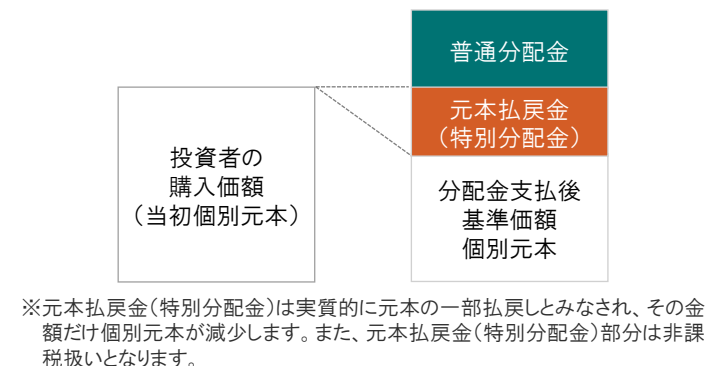 投資者の
購入価額
（当初個別元本）
普通分配金
元本払戻金
（特別分配金）
分配金支払後
基準価額
個別元本
※元本払戻金（特別分配金）は実質的に元本の一部払戻しとみなされ、その金
額だけ個別元本が減少します。また、元本払戻金（特別分配金）部分は非課
税扱いとなります。